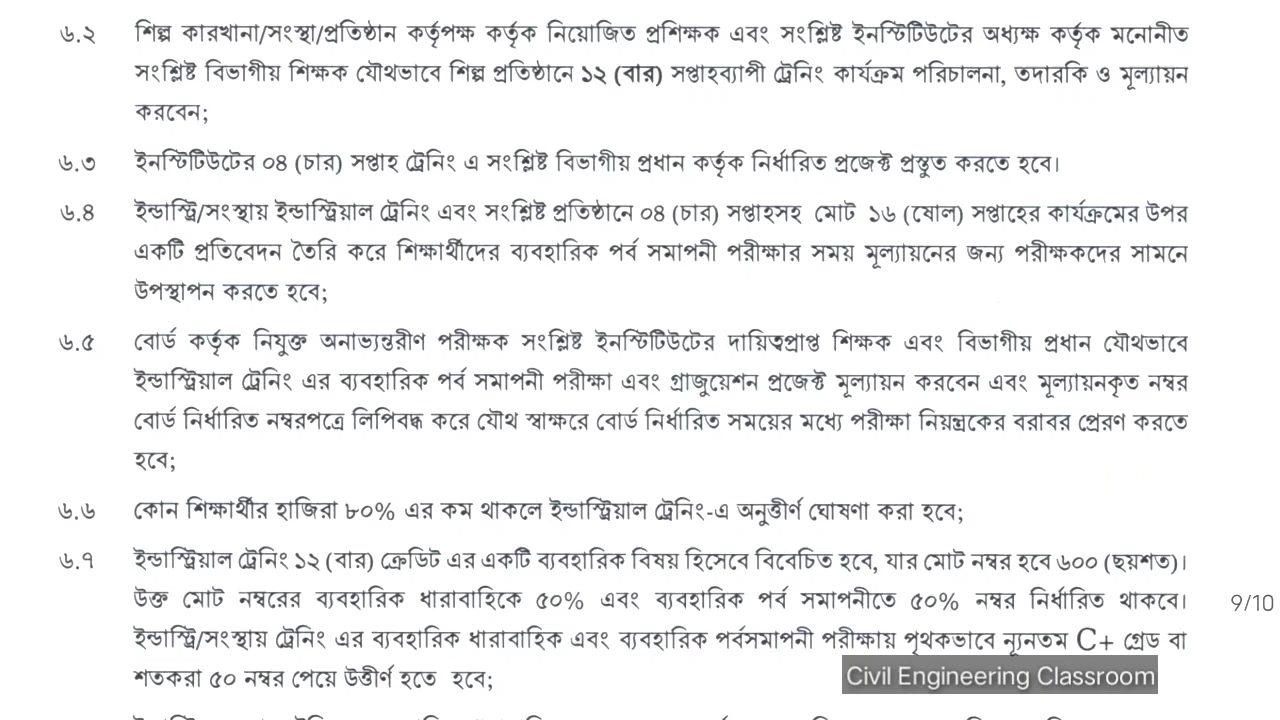 ৬.২ শিল্প কারখানা/সংস্থা/প্রতিষ্ঠান কর্তৃপক্ষ কর্তৃক নিয়োজিত প্রশিক্ষক এবং সংশ্লিষ্ট ইনস্টিটিউটের অধ্যক্ষ কর্তৃক মনোনীত
সংশ্লিষ্ট বিভাগীয় শিক্ষক যৌথভাবে শিল্প প্রতিষ্ঠানে ১২ (বার) সপ্তাহব্যাপী ট্রেনিং কার্যক্রম পরিচালনা, তদারকি ও মূল্যায়ন
করবেন;
৬.৩ ইনস্টিটিউটের ০৪ (চার) সপ্তাহ ট্রেনিং এ সংশ্লিষ্ট বিভাগীয় প্রধান কর্তৃক নির্ধারিত প্রজেক্ট প্রস্তুত করতে হবে।
৬.৪ ইন্ডাস্ট্রি/সংস্থায় ইন্ডাস্ট্রিয়াল ট্রেনিং এবং সংশ্লিষ্ট প্রতিষ্ঠানে ০৪ (চার) সপ্তাহসহ মোট ১৬ (ষোল) সপ্তাহের কার্যক্রমের উপর
একটি প্রতিবেদন তৈরি করে শিক্ষার্থীদের ব্যবহারিক পর্ব সমাপনী পরীক্ষার সময় মূল্যায়নের জন্য পরীক্ষকদের সামনে
উপস্থাপন করতে হবে;
৬.৫ বোর্ড কর্তৃক নিযুক্ত অনাভ্যন্তরীণ পরীক্ষক সংশ্লিষ্ট ইনস্টিটিউটের দায়িত্বপ্রাপ্ত শিক্ষক এবং বিভাগীয় প্রধান যৌথভাবে
ইন্ডাস্ট্রিয়াল ট্রেনিং এর ব্যবহারিক পর্ব সমাপনী পরীক্ষা এবং গ্রাজুয়েশন প্রজেক্ট মূল্যায়ন করবেন এবং মূল্যায়নকৃত নম্বর
বোর্ড নির্ধারিত নম্বরপত্রে লিপিবদ্ধ করে যৌথ স্বাক্ষরে বোর্ড নির্ধারিত সময়ের মধ্যে পরীক্ষা নিয়ন্ত্রকের বরাবর প্রেরণ করতে
হবে;
৬.৬ কোন শিক্ষার্থীর হাজিরা ৮০% এর কম থাকলে ইন্ডাস্ট্রিয়াল ট্রেনিং-এ অনুত্তীর্ণ ঘোষণা করা হবে;
৬.৭ ইন্ডাস্ট্রিয়াল ট্রেনিং ১২ (বার) ক্রেডিট এর একটি ব্যবহারিক বিষয় হিসেবে বিবেচিত হবে, যার মোট নম্বর হবে ৬০০ (ছয়শত)।
উক্ত মোট নম্বরের ব্যবহারিক ধারাবাহিকে ৫০% এবং ব্যবহারিক পর্ব সমাপনীতে ৫০% নম্বর নির্ধারিত থাকবে।
9/10
ইন্ডাস্ট্রি/সংস্থায় ট্রেনিং এর ব্যবহারিক ধারাবাহিক এবং ব্যবহারিক পর্বসমাপনী পরীক্ষায় পৃথকভাবে ন্যূনতম C+ গ্রেড বা
শতকরা ৫০ নম্বর পেয়ে উত্তীর্ণ হতে হবে;
Civil Engineering Classroom